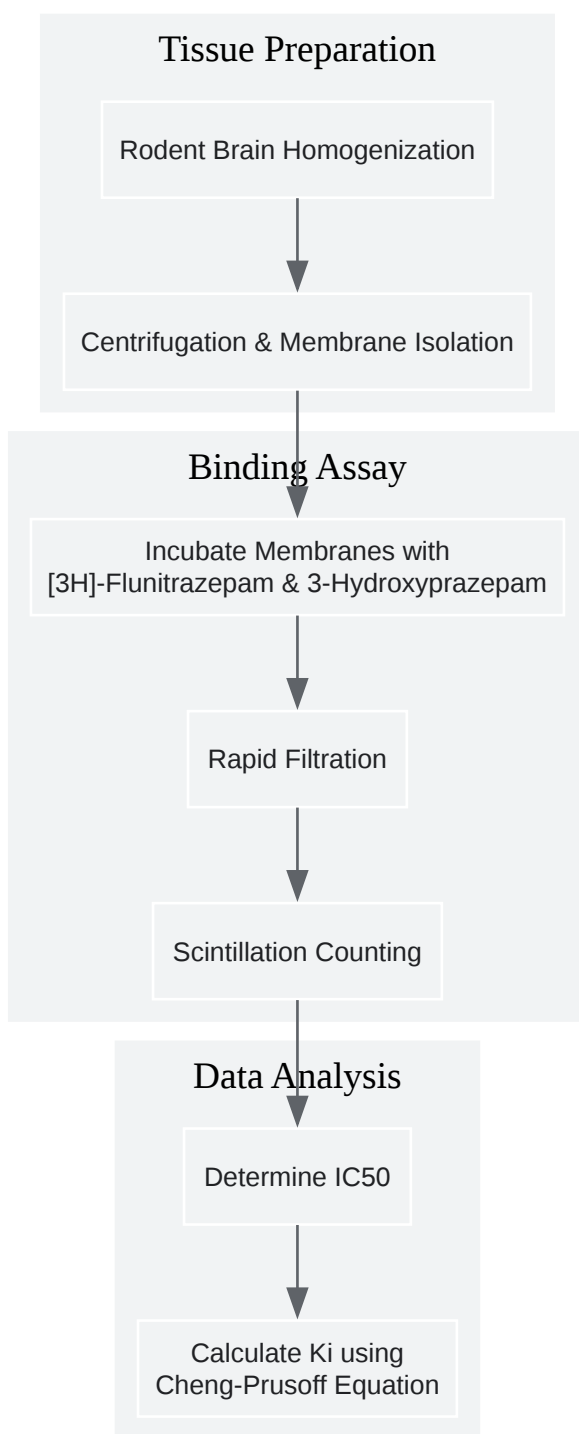 Tissue Preparation
Rodent Brain Homogenization
Centrifugation & Membrane Isolation
Binding Assay
Incubate Membranes with
[3H]-Flunitrazepam & 3-Hydroxyprazepam
Rapid Filtration
Scintillation Counting
Data Analysis
Determine IC50
Calculate Ki using
Cheng-Prusoff Equation